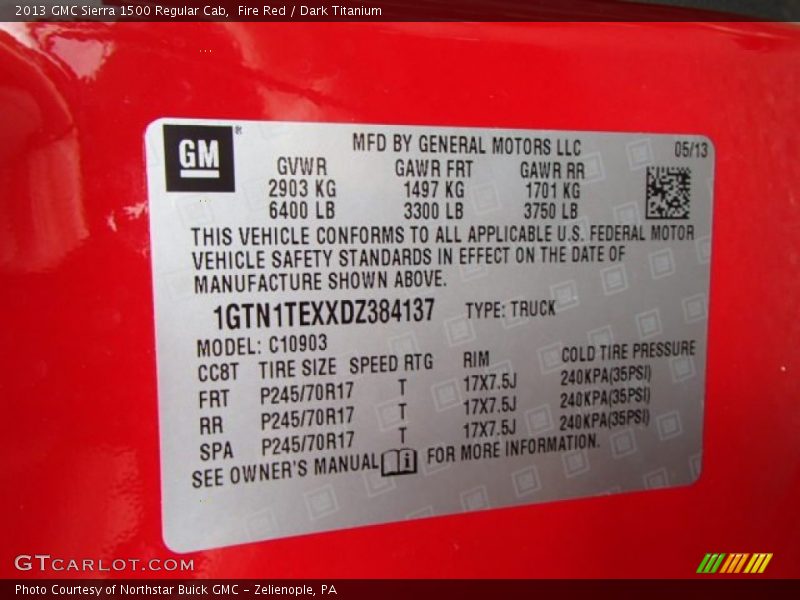 2013 GMC Sierra 1500 Regular Cab, Fire Red / Dark Titanium
GM®
MFD BY GENERAL MOTORS LLC 05/13
GVWR GAWR FRT GAWR RR
2903 KG 1497 KG 1701 KG
6400 LB 3300 LB 3750 LB
THIS VEHICLE CONFORMS TO ALL APPLICABLE U.S. FEDERAL MOTOR
VEHICLE SAFETY STANDARDS IN EFFECT ON THE DATE OF
MANUFACTURE SHOWN ABOVE.
1GTN1TEXXDZ384137 TYPE: TRUCK
MODEL: C10903
CC8T TIRE SIZE SPEED RTG RIM COLD TIRE PRESSURE
FRT P245/70R17 T 17X7.5J 240KPA(35PSI)
RR P245/70R17 T 17X7.5J 240KPA(35PSI)
SPA P245/70R17 T 17X7.5J 240KPA(35PSI)
SEE OWNER'S MANUAL FOR MORE INFORMATION.
GTCARLOT.COM
Photo Courtesy of Northstar Buick GMC - Zelienople, PA